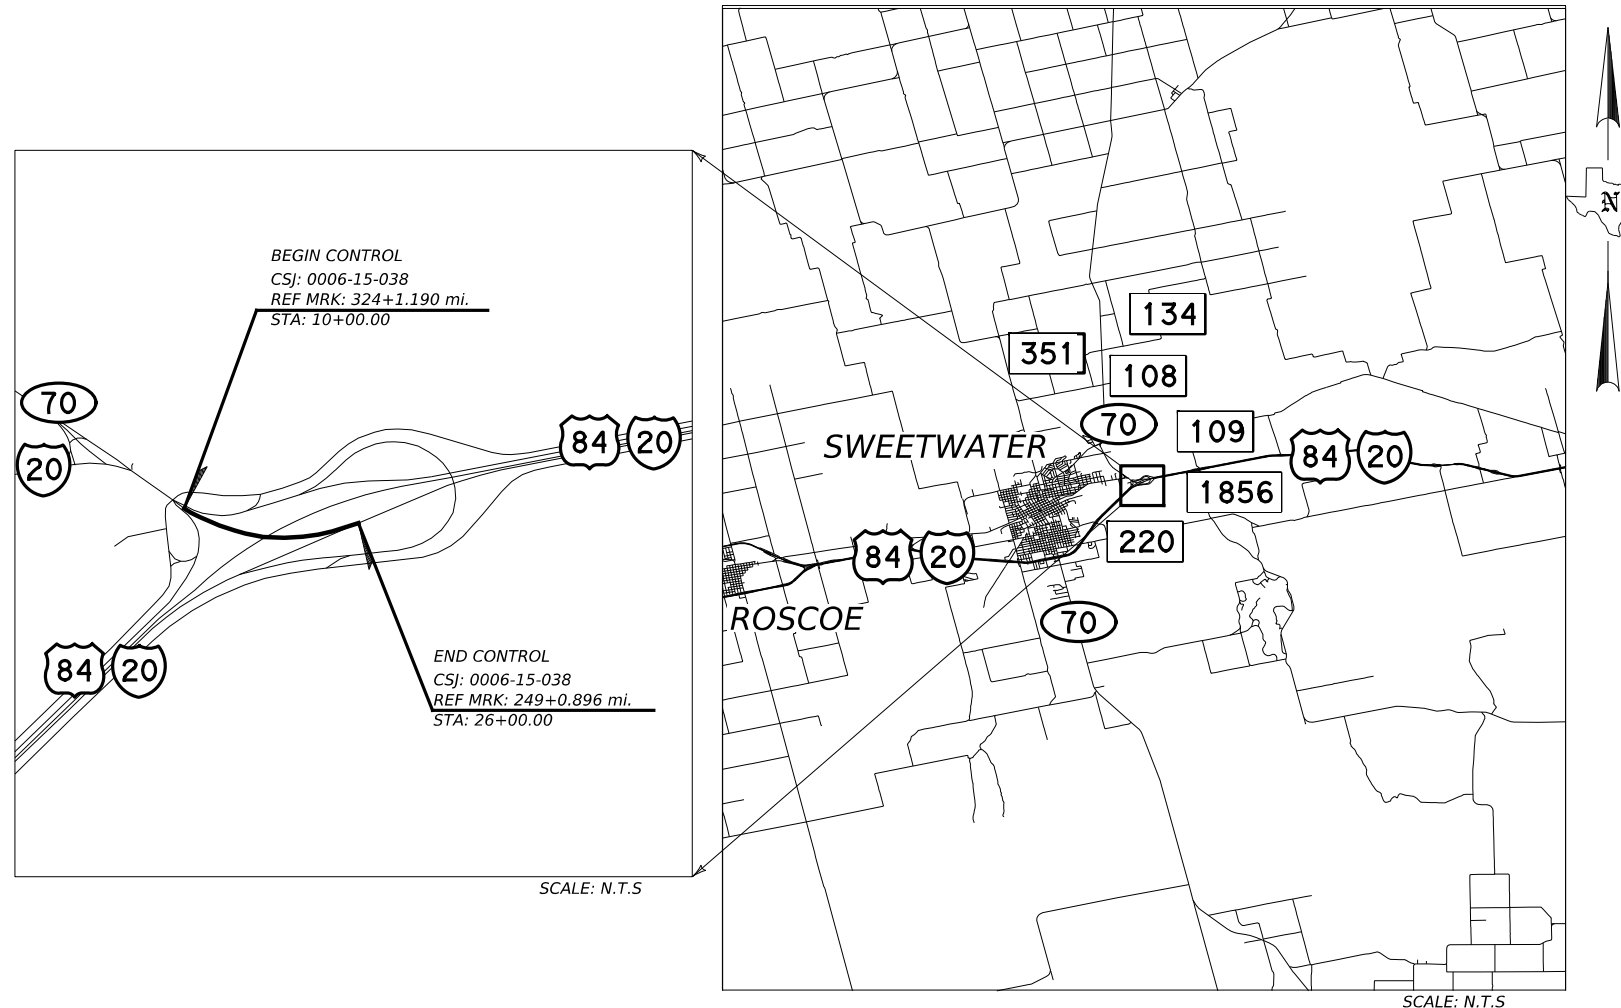 BEGIN CONTROL
CSJ: 0006-15-038
REF MRK: 324+1.190 mi.
STA: 10+00.00
70
20
84
20
84
20
END CONTROL
CSJ: 0006-15-038
REF MRK: 249+0.896 mi.
STA: 26+00.00
SCALE: N.T.S
134
351
108
70
109
SWEETWATER
84
20
1856
220
84
20
ROSCOE
70
N
SCALE: N.T.S